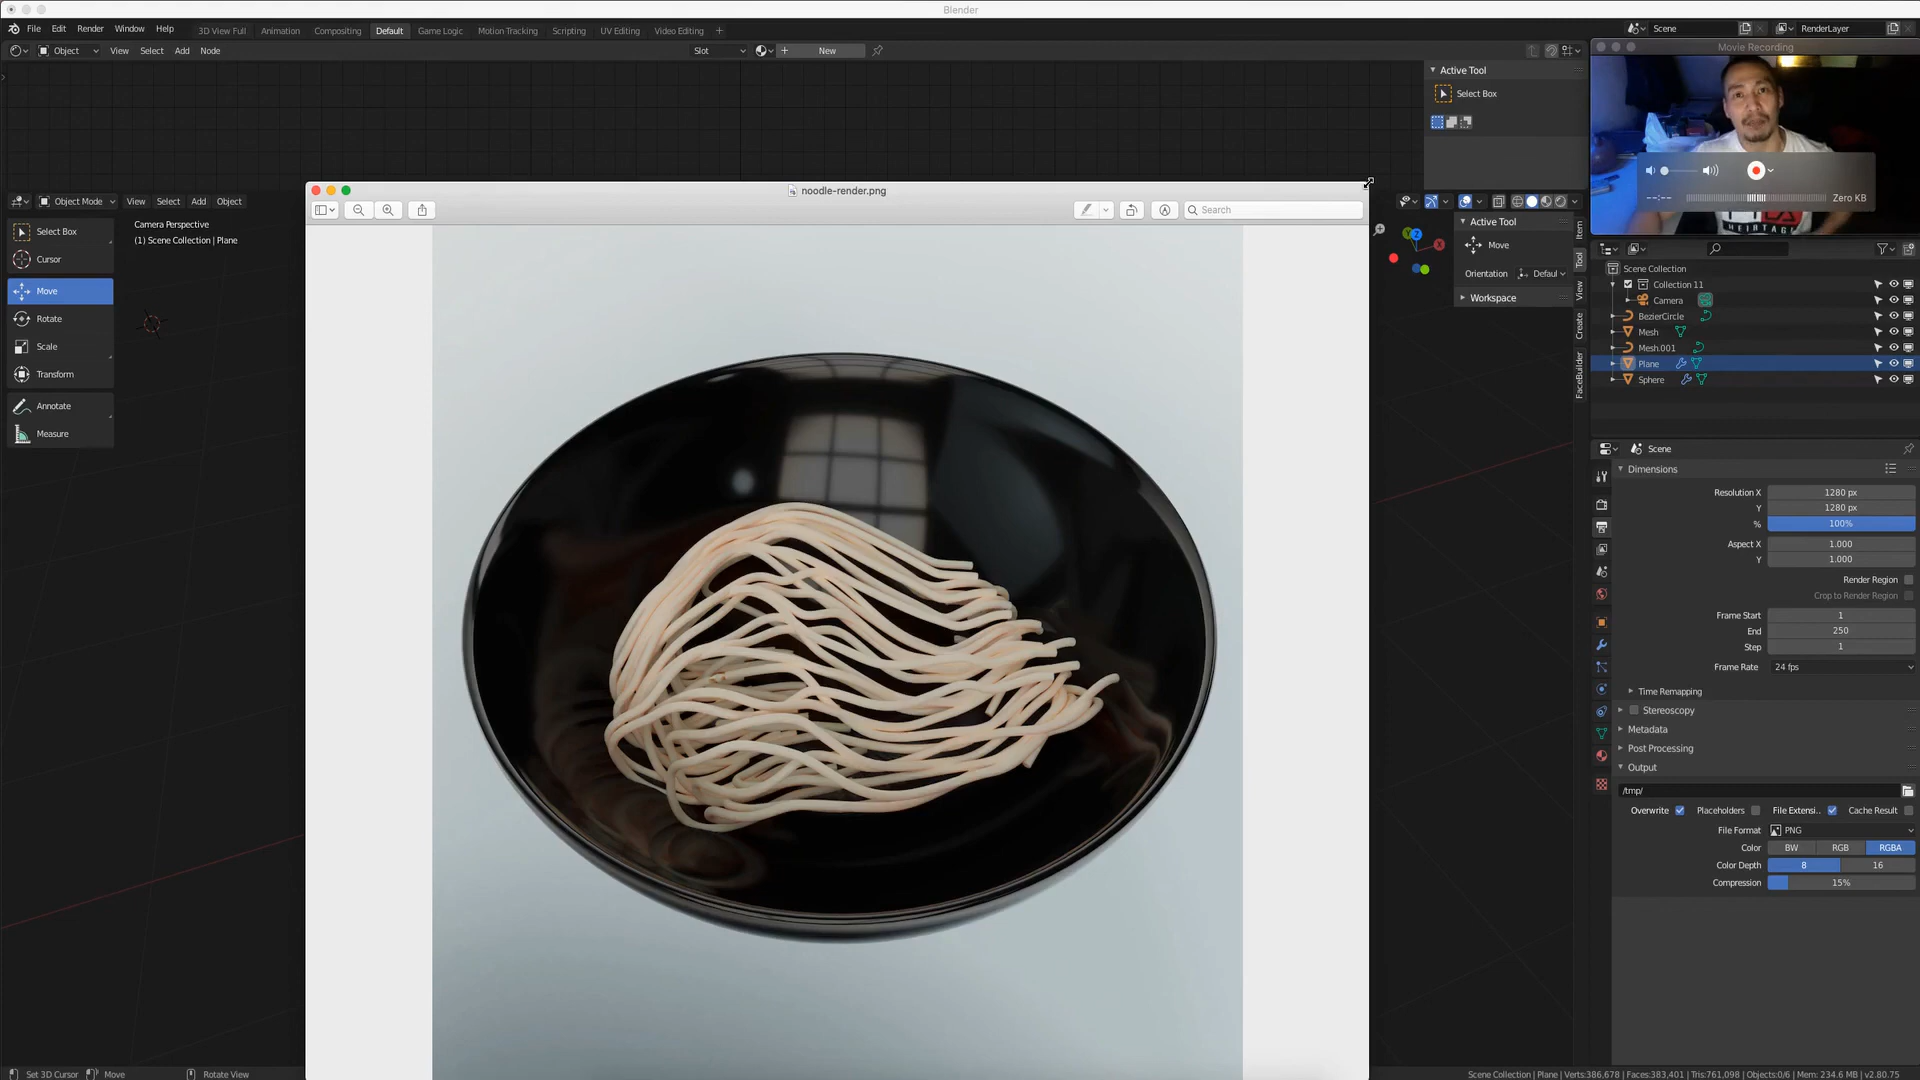 Blender
File Edit Render Window Help 3D View Full Animation Compositing Default Game Logic Motion Tracking Scripting UV Editing Video Editing + Scene RenderLayer
Object View Select Add Node Slot New
Movie Recording
Active Tool
Select Box
--:-- Zero KB
HEIRTAGE
noodle-render.png
Search
Object Mode View Select Add Object
Camera Perspective
(1) Scene Collection | Plane
Select Box
Cursor
Move
Rotate
Scale
Transform
Annotate
Measure
Active Tool
Move
Orientation Defaul
Workspace
Item
Tool
View
Create
FaceBuilder
Scene Collection
Collection 11
Camera
BezierCircle
Mesh
Mesh.001
Plane
Sphere
Scene
Dimensions
Resolution X 1280 px
Y 1280 px
% 100%
Aspect X 1.000
Y 1.000
Render Region
Crop to Render Region
Frame Start 1
End 250
Step 1
Frame Rate 24 fps
Time Remapping
Stereoscopy
Metadata
Post Processing
Output
/tmp/
Overwrite Placeholders File Extensi.. Cache Result
File Format PNG
Color BW RGB RGBA
Color Depth 8 16
Compression 15%
Set 3D Cursor Move Rotate View Scene Collection | Plane | Verts:386,678 | Faces:383,401 | Tris:761,098 | Objects:0/6 | Mem: 234.6 MB | v2.80.75